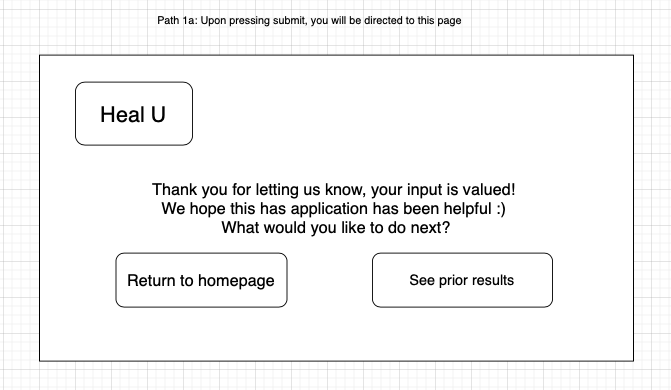 Path 1a: Upon pressing submit, you will be directed to this page
Heal U
Thank you for letting us know, your input is valued!
We hope this has application has been helpful :)
What would you like to do next?
Return to homepage
See prior results